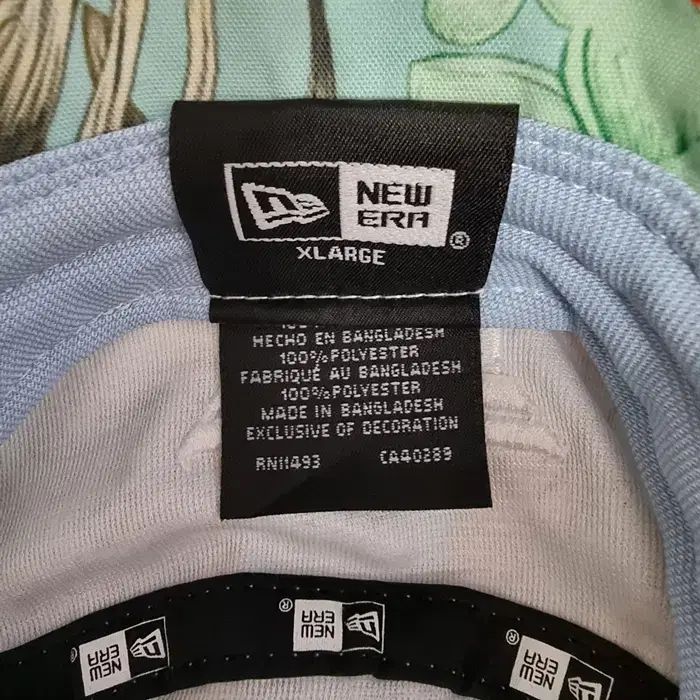 NEW
ERA
®
XLARGE
HECHO EN BANGLADESH
100%POLYESTER
FABRIQUÉ AU BANGLADESH
100%POLYESTER
MADE IN BANGLADESH
EXCLUSIVE OF DECORATION
RN11493 CA40289
® NEW
ERA
® NEW
ERA
® NEW
ERA